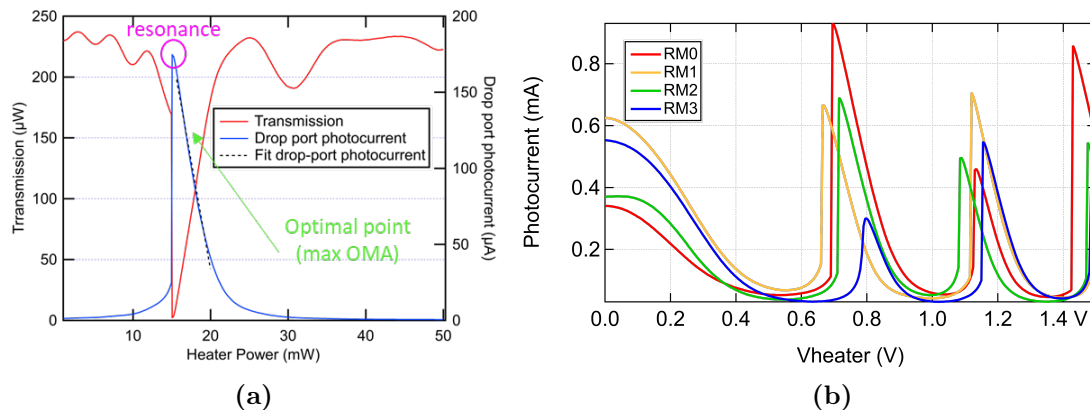 250
200
150
100
50
0
Transmission (µW)
0
10
20
30
40
50
Heater Power (mW)
200
150
100
50
0
Drop port photocurrent (µA)
resonance
Transmission
Drop port photocurrent
Fit drop-port photocurrent
Optimal point
(max OMA)
(a)
0.8
0.6
0.4
0.2
Photocurrent (mA)
RM0
RM1
RM2
RM3
0.0
0.2
0.4
0.6
0.8
1.0
1.2
1.4
V
Vheater (V)
(b)